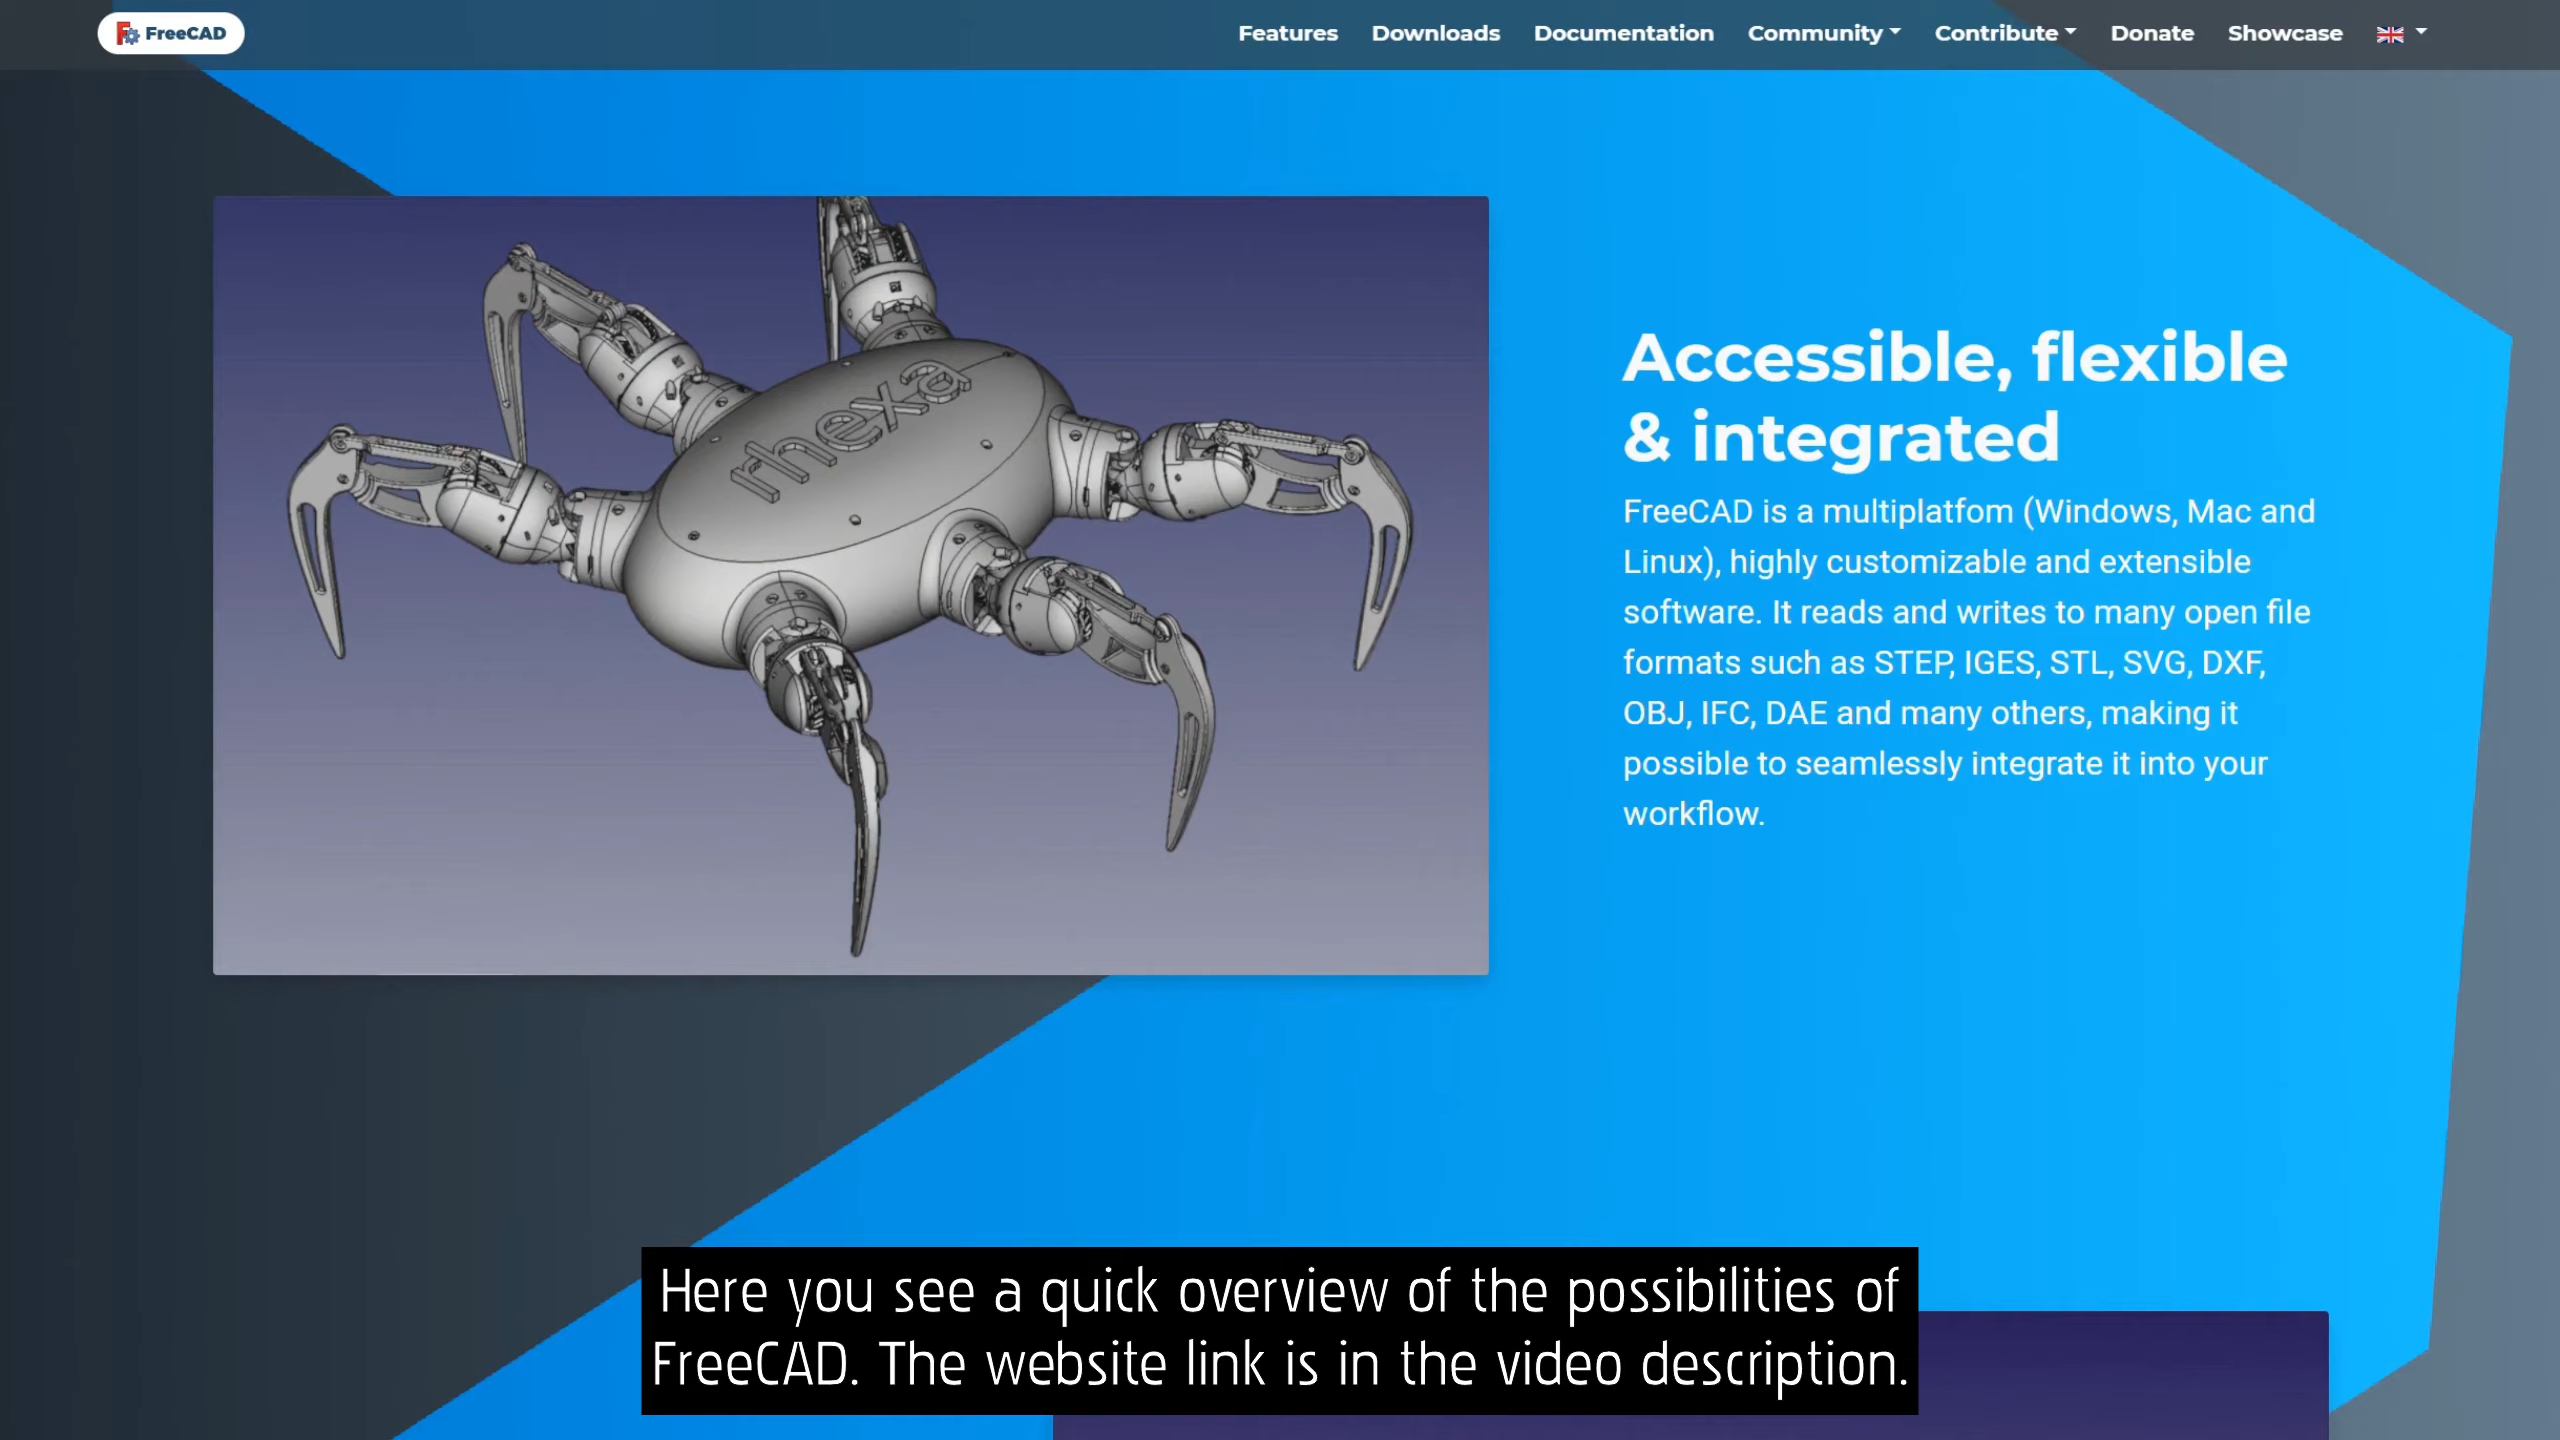 FreeCAD
Features Downloads Documentation Community Contribute Donate Showcase
rhexa
Accessible, flexible
& integrated
FreeCAD is a multiplatfom (Windows, Mac and
Linux), highly customizable and extensible
software. It reads and writes to many open file
formats such as STEP, IGES, STL, SVG, DXF,
OBJ, IFC, DAE and many others, making it
possible to seamlessly integrate it into your
workflow.
Here you see a quick overview of the possibilities of
FreeCAD. The website link is in the video description.